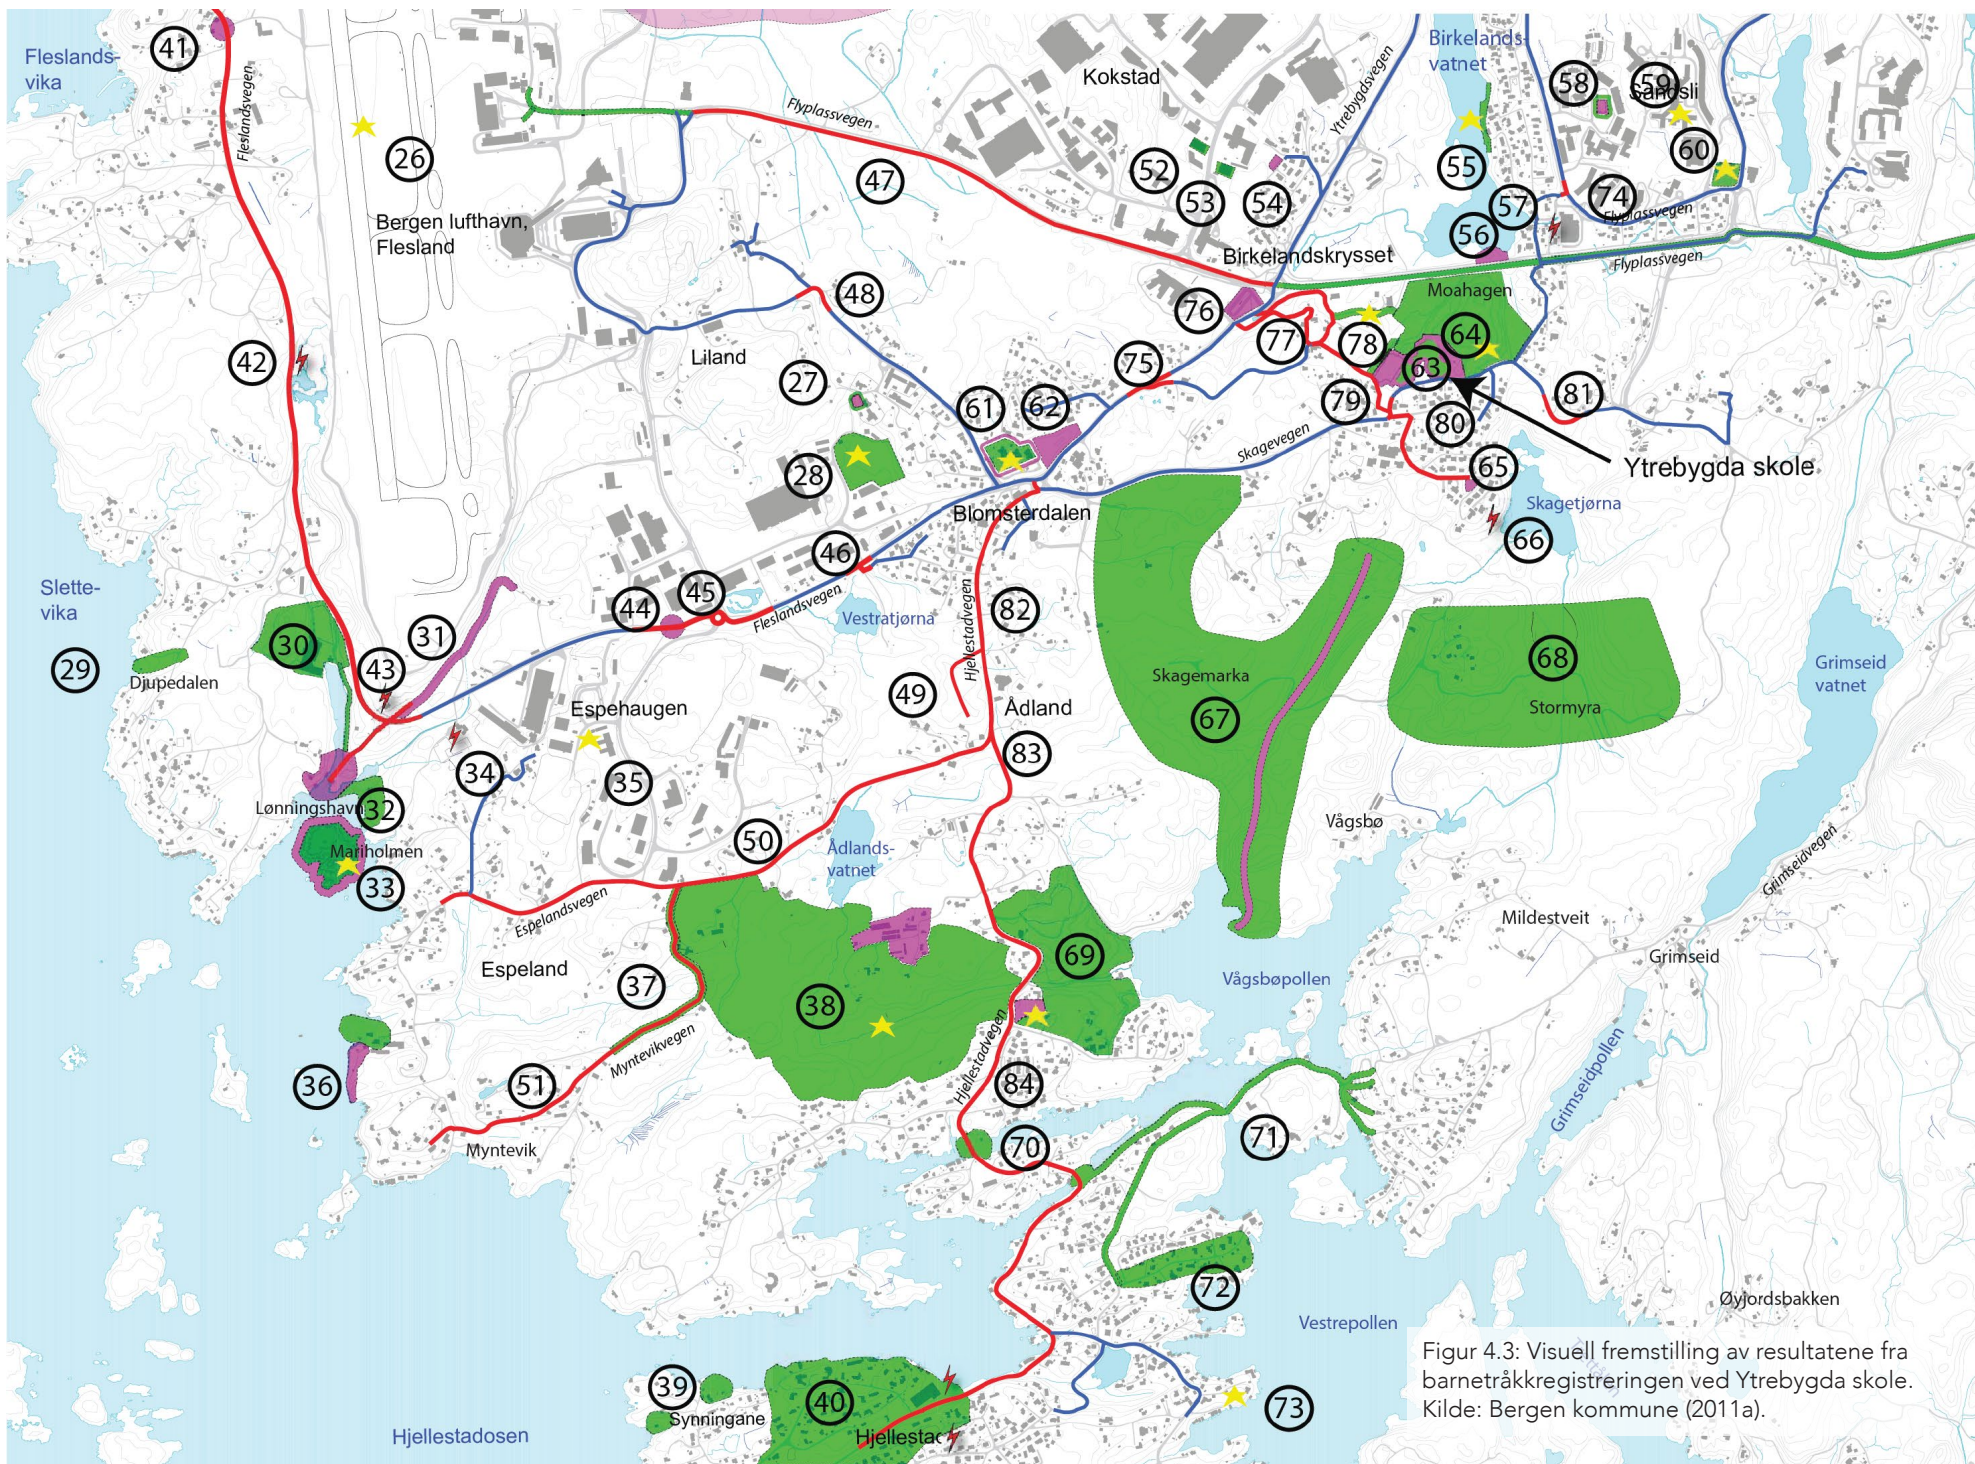 41
Fleslands-
vika
Fleslandsvegen
26
Bergen lufthavn,
Flesland
Flyplassvegen
47
Kokstad
Ytrebygdsvegen
52
53
54
Birkelandskrysset
Birkelands-
vatnet
55
56
57
58
59
Sandsli
60
74
Flyplassvegen
Flyplassvegen
42
48
Liland
27
28
61
62
75
76
77
78
79
Moahagen
64
63
80
81
65
Ytrebygda skole
Skagevegen
Skagetjørna
66
Blomsterdalen
46
45
44
Fleslandsvegen
Vestratjørna
Hjellestadvegen
82
Slette-
vika
29
Djupedalen
30
31
43
49
Ådland
83
Skagemarka
67
68
Stormyra
Grimseid
vatnet
Espehaugen
34
35
Lønningshavn
32
Mariholmen
33
50
Ådlands-
vatnet
Vågsbø
Espelandsvegen
Espeland
37
38
69
Vågsbøpollen
Mildestveit
Grimseidvegen
Grimseid
Grimseidpollen
Myntevikvegen
36
51
Myntevik
Hjellestadvegen
84
70
71
72
Vestrepollen
Øyjordsbakken
39
Synningane
40
Hjellestad
73
Hjellestadosen
Figur 4.3: Visuell fremstilling av resultatene fra
barnetråkkregistreringen ved Ytrebygda skole.
Kilde: Bergen kommune (2011a).